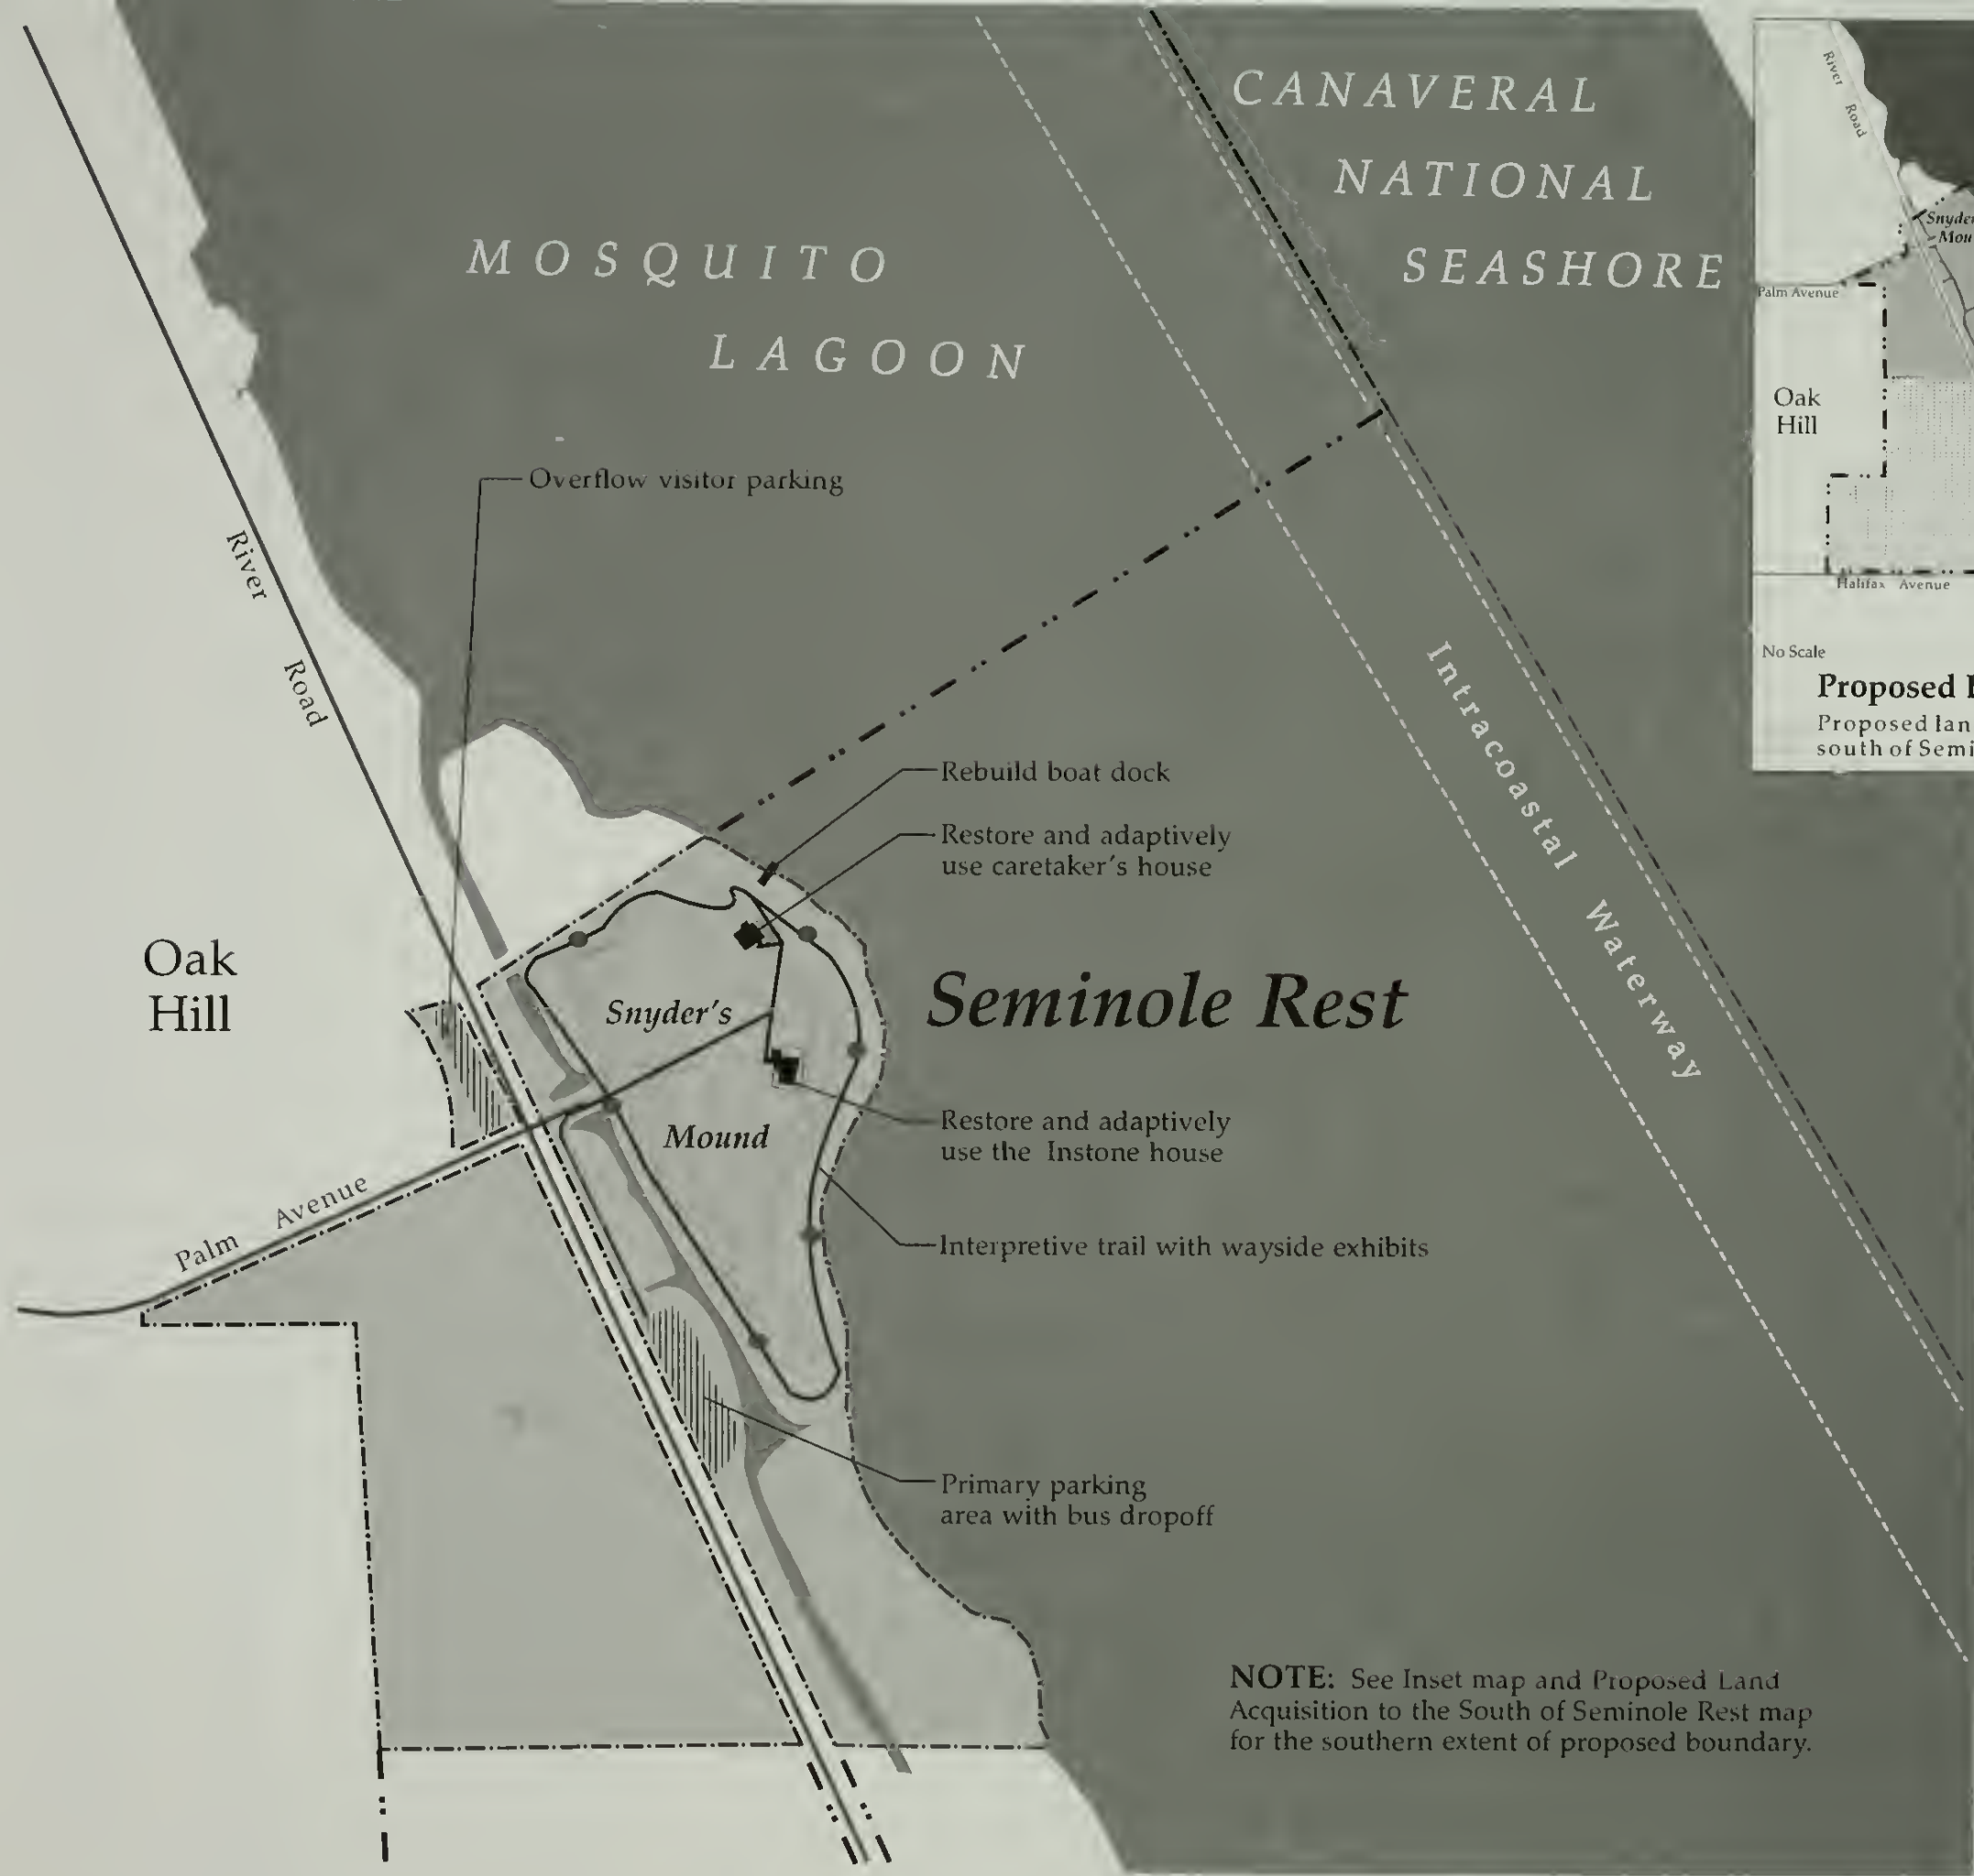 CANAVERAL
NATIONAL
SEASHORE
MOSQUITO
LAGOON
Overflow visitor parking
River Road
Rebuild boat dock
Restore and adaptively
use caretaker's house
Oak
Hill
Snyder's
Mound
Seminole Rest
Restore and adaptively
use the Instone house
Palm Avenue
Interpretive trail with wayside exhibits
Primary parking
area with bus dropoff
Intracoastal Waterway
NOTE: See Inset map and Proposed Land
Acquisition to the South of Seminole Rest map
for the southern extent of proposed boundary.
River Road
Palm Avenue
Oak
Hill
Halifax Avenue
No Scale
Proposed
Proposed
south of